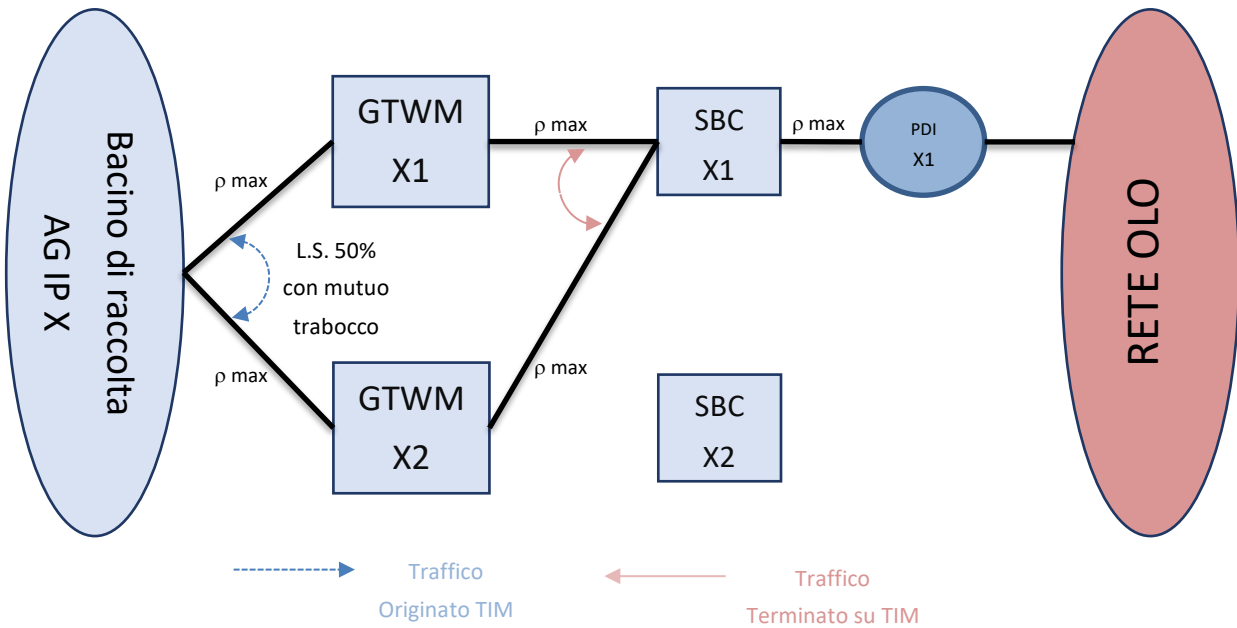 Bacino di raccolta
AG IP X
ρ max
L.S. 50%
con mutuo
trabocco
ρ max
GTWM
X1
GTWM
X2
ρ max
ρ max
SBC
X1
SBC
X2
ρ max
PDI
X1
RETE OLO
Traffico
Originato TIM
Traffico
Terminato su TIM